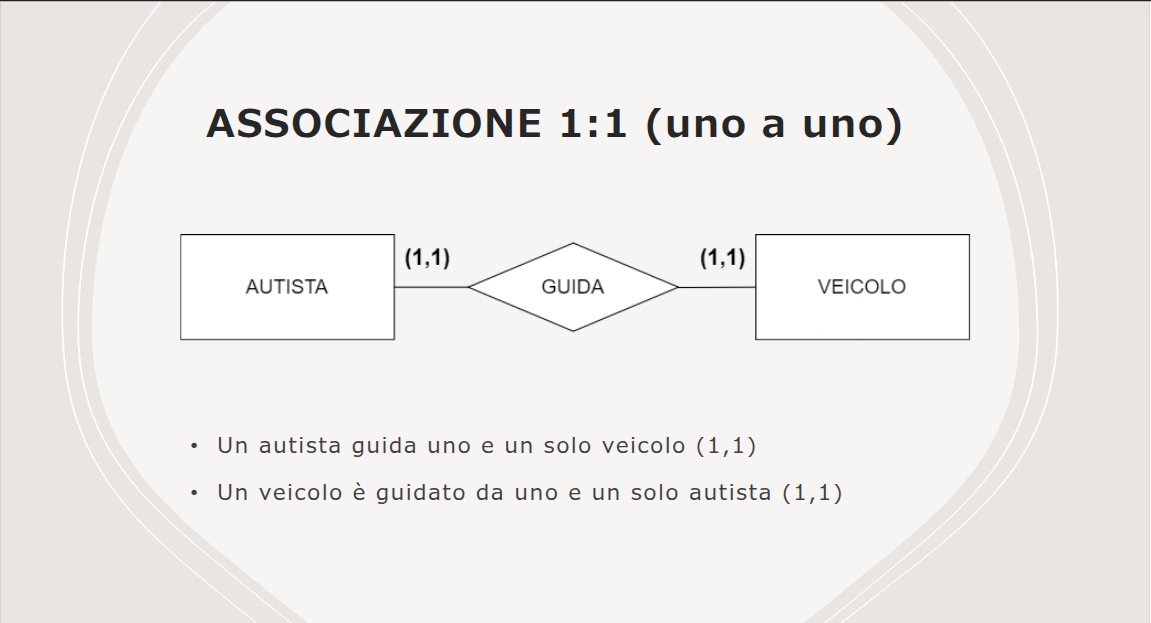 ASSOCIAZIONE 1:1 (uno a uno)
(1,1) (1,1)
AUTISTA GUIDA VEICOLO
• Un autista guida uno e un solo veicolo (1,1)
• Un veicolo è guidato da uno e un solo autista (1,1)